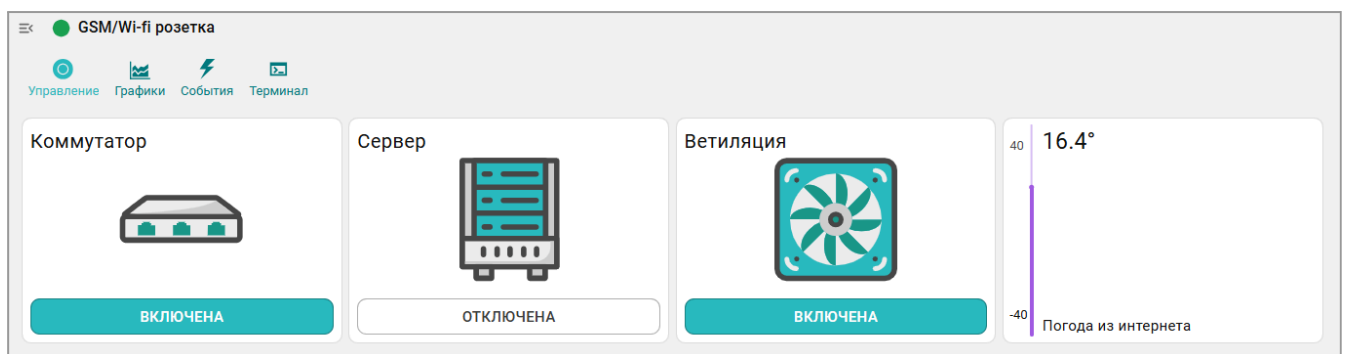 GSM/Wi-fi розетка
Управление Графики События Терминал
Коммутатор
ВКЛЮЧЕНА
Сервер
ОТКЛЮЧЕНА
Ветиляция
ВКЛЮЧЕНА
40 16.4°
-40 Погода из интернета